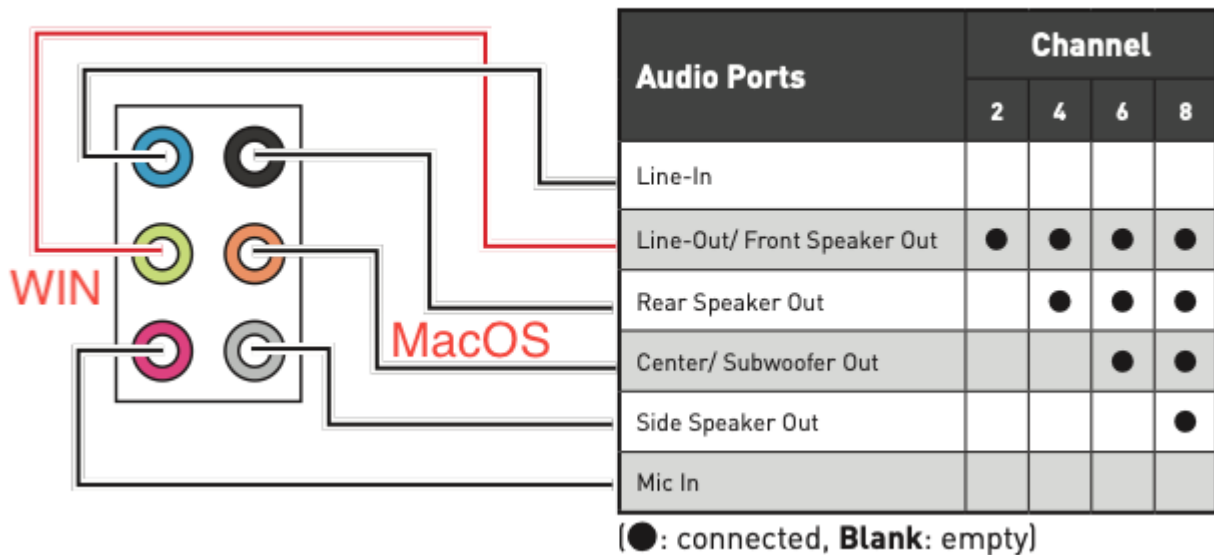 Audio Ports
Channel
2 4 6 8
Line-In
Line-Out/ Front Speaker Out ● ● ● ●
WIN
Rear Speaker Out ● ● ●
MacOS
Center/ Subwoofer Out ● ●
Side Speaker Out ●
Mic In
(●: connected, Blank: empty)